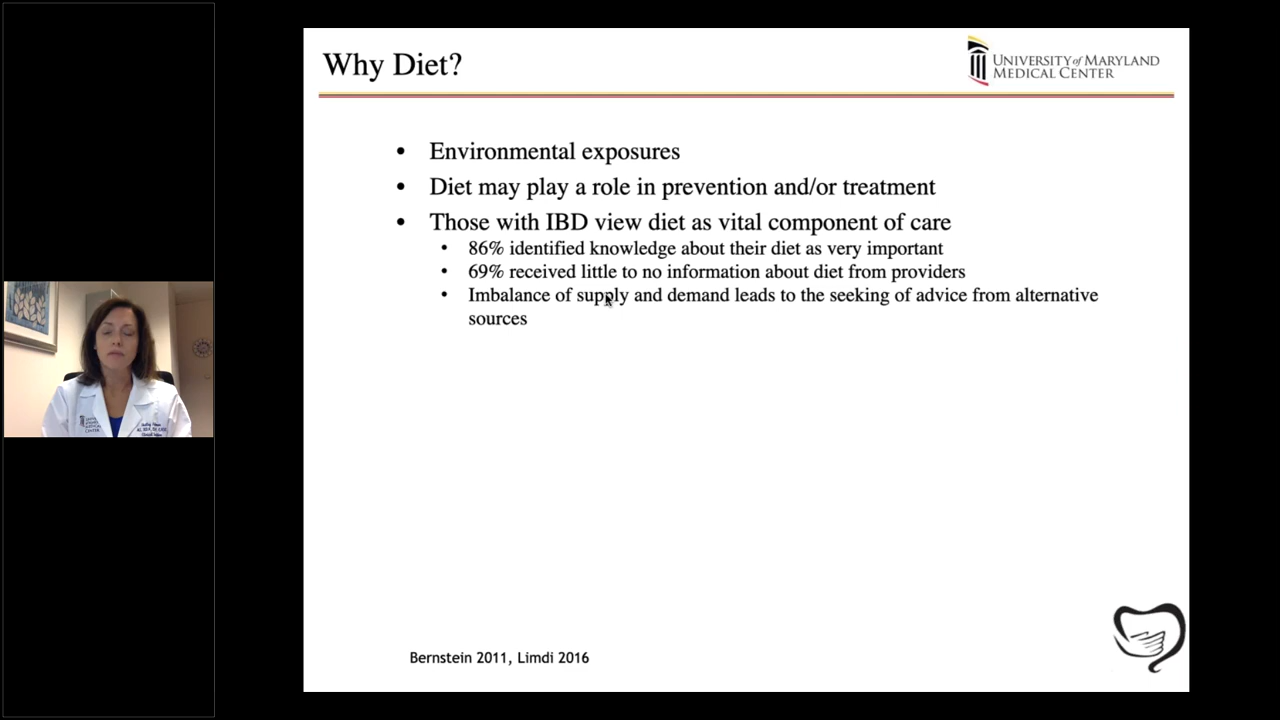 Why Diet?
UNIVERSITY of MARYLAND
MEDICAL CENTER
• Environmental exposures
• Diet may play a role in prevention and/or treatment
• Those with IBD view diet as vital component of care
• 86% identified knowledge about their diet as very important
• 69% received little to no information about diet from providers
• Imbalance of supply and demand leads to the seeking of advice from alternative
sources
Bernstein 2011, Limdi 2016